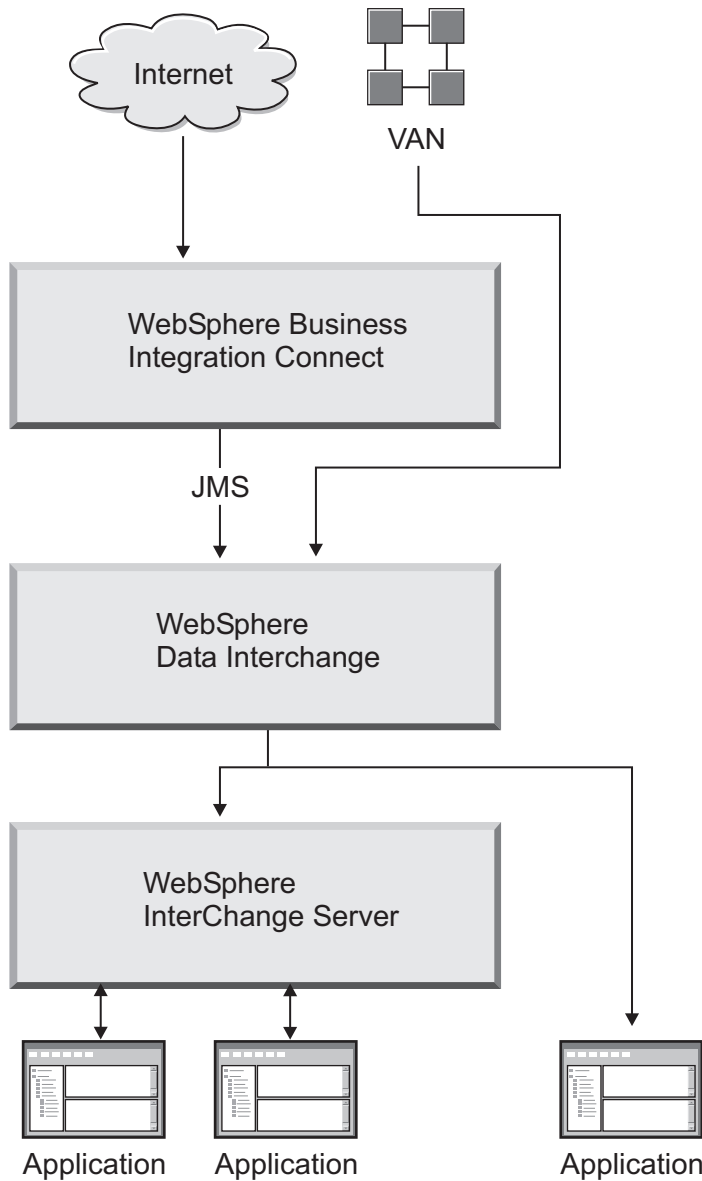 Internet
VAN
WebSphere Business
Integration Connect
JMS
WebSphere
Data Interchange
WebSphere
InterChange Server
Application
Application
Application